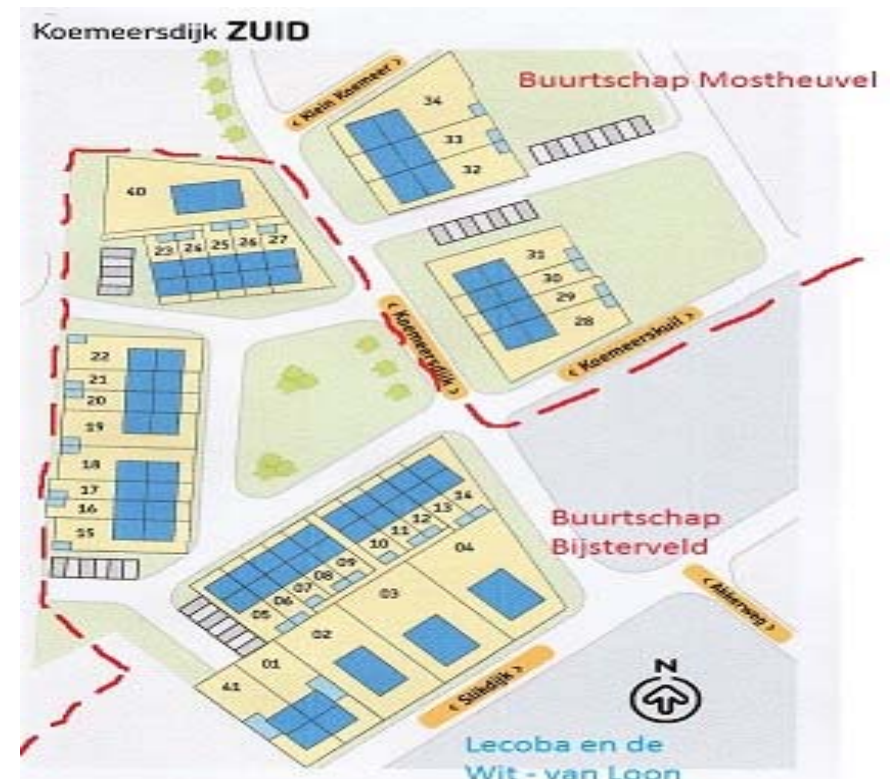 Koemeersdijk ZUID
< Klein Koemeer >
Buurtschap Mostheuvel
34
33
32
40
23 24 25 26 27
31
30
29
28
< Koemeersdijk >
< Koemeerskuil >
22
21
20
19
18
17
16
15
14
13
12
11
10
09
08
07
06
05
04
03
02
01
41
Buurtschap
Bijsterveld
< Akkerweg >
< Slikdijk >
N
Lecoba en de
Wit - van Loon